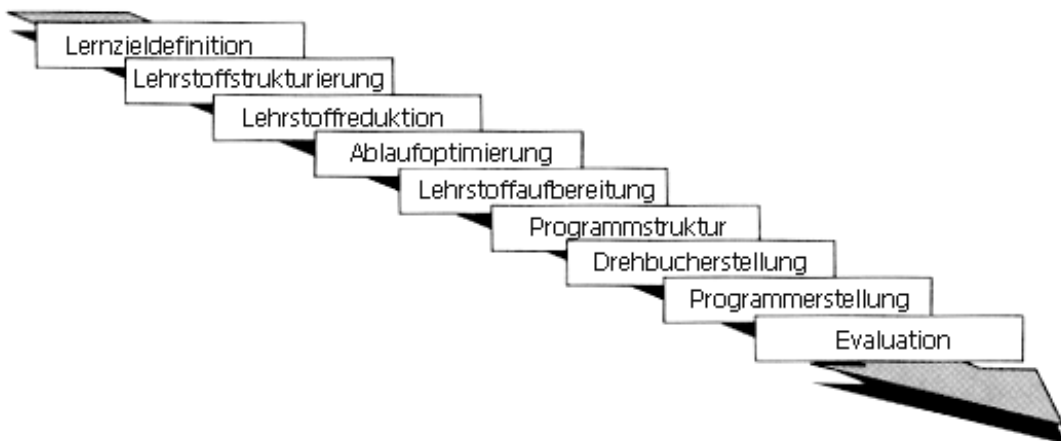 Lernzieldefinition
Lehrstoffstrukturierung
Lehrstoffreduktion
Ablaufoptimierung
Lehrstoffaufbereitung
Programmstruktur
Drehbucherstellung
Programmerstellung
Evaluation